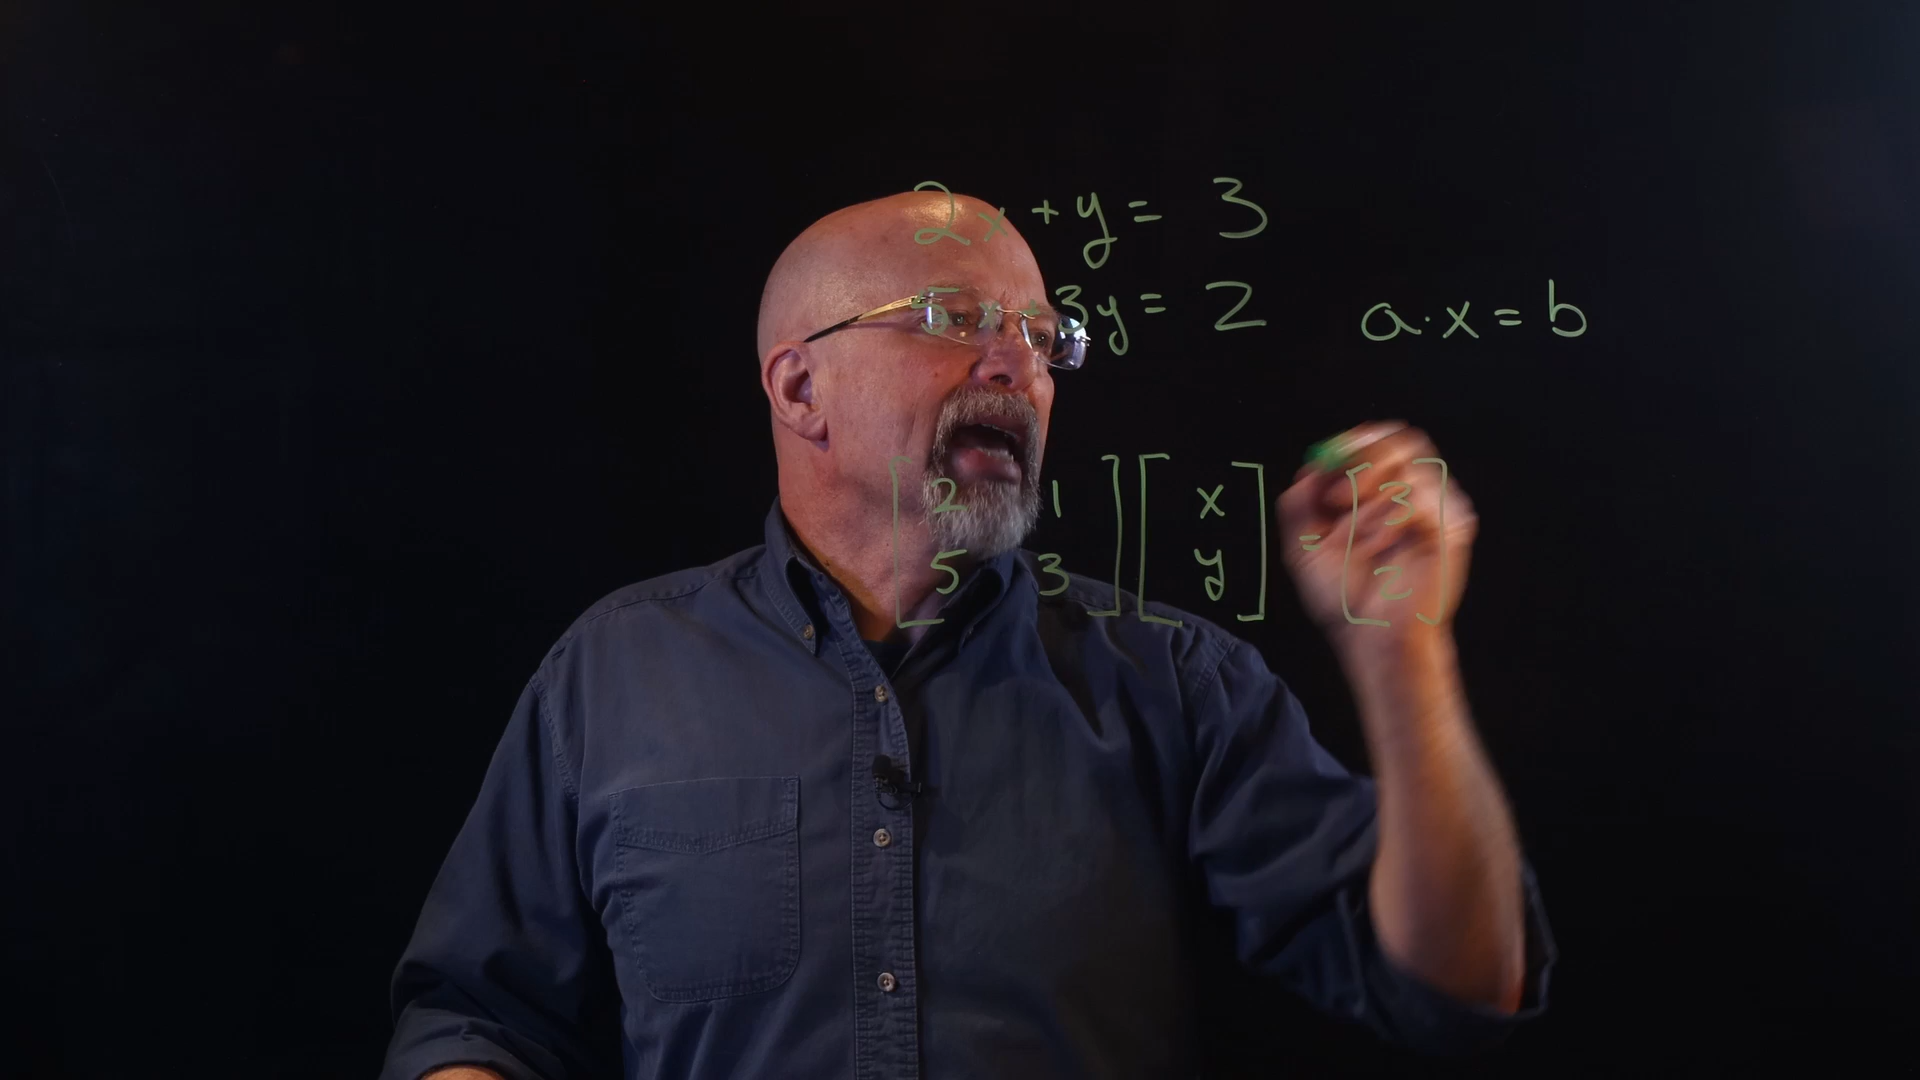 2x + y = 3
5x + 3y = 2
a·x = b
[2 1] [x] = [3]
[5 3] [y] [2]